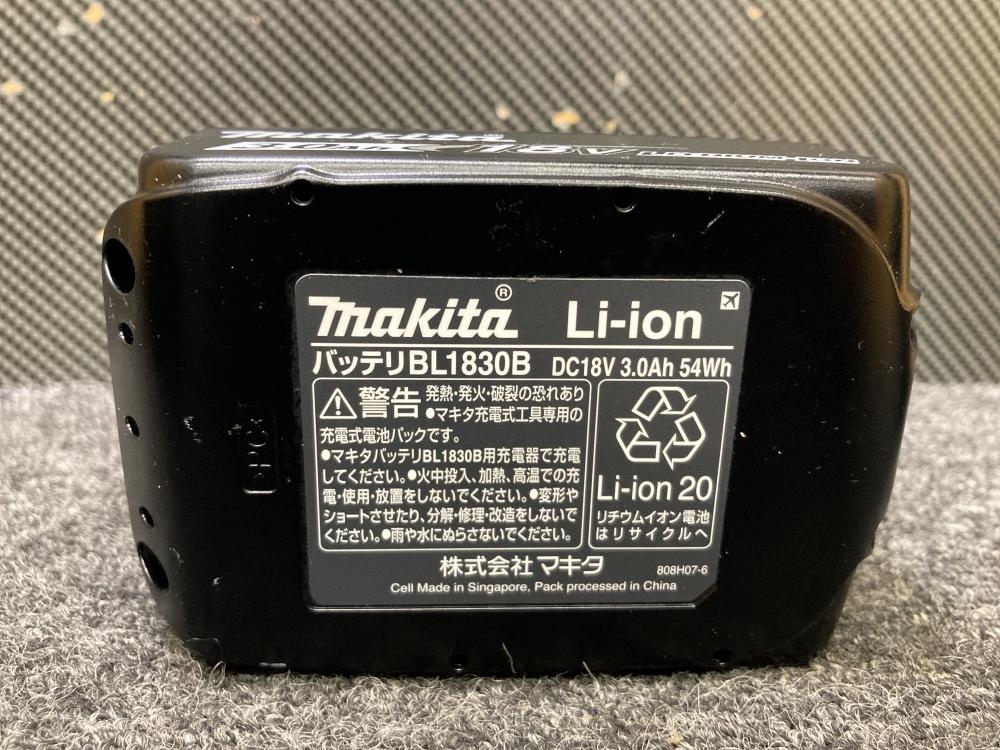 makita
3.0Ah 18V Lithium-ion
makita® Li-ion
バッテリBL1830B DC18V 3.0Ah 54Wh
警告 発熱・発火・破裂の恐れあり
●マキタ充電式工具専用の
充電式電池パックです。
●マキタバッテリBL1830B用充電器で充電
してください。●火中投入、加熱、高温での充
電・使用・放置をしないでください。●変形や
ショートさせたり、分解・修理・改造をしないで
ください。●雨や水にぬらさないでください。
Li-ion 20
リチウムイオン電池
はリサイクルへ
株式会社マキタ
808H07-6
Cell Made in Singapore, Pack processed in China
>PC<